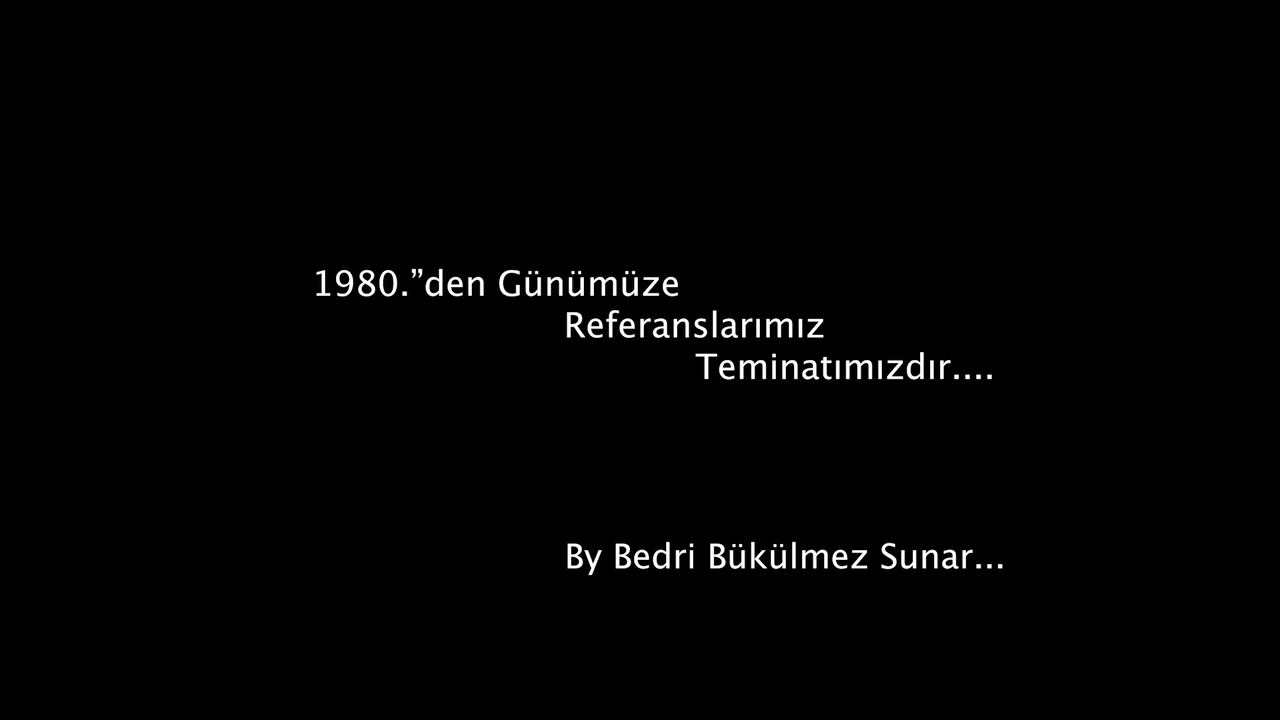 1980.”den Günümüze
Referanslarımız
Teminatımızdır....
By Bedri Bükülmez Sunar...